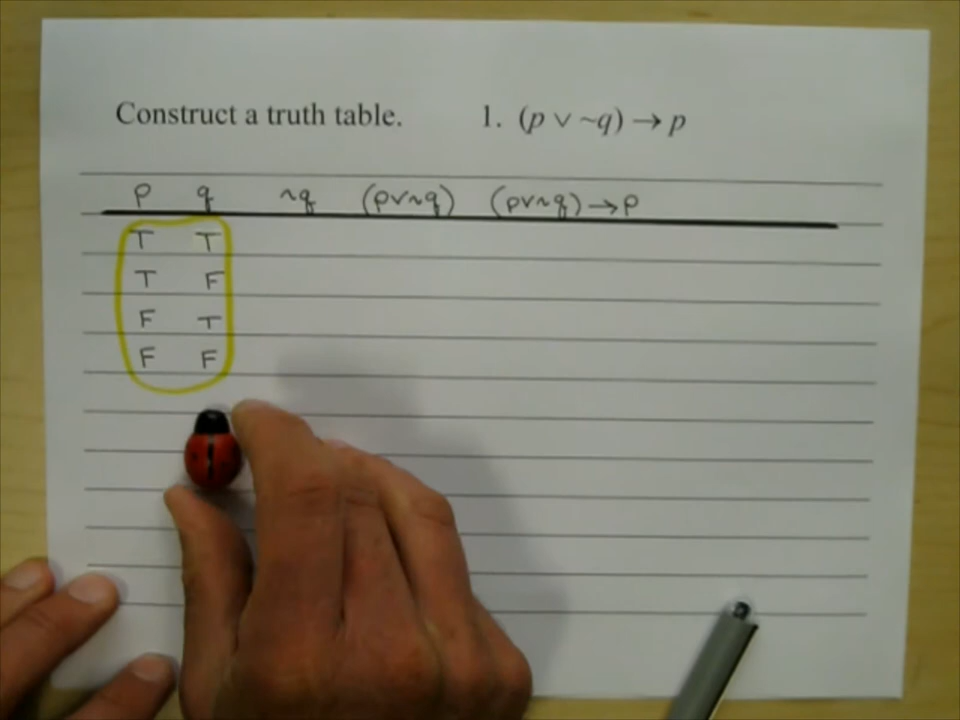 Construct a truth table. 1. (p ∨ ~q) → p
p q ~q (p∨~q) (p∨~q)→p
T T
T F
F T
F F